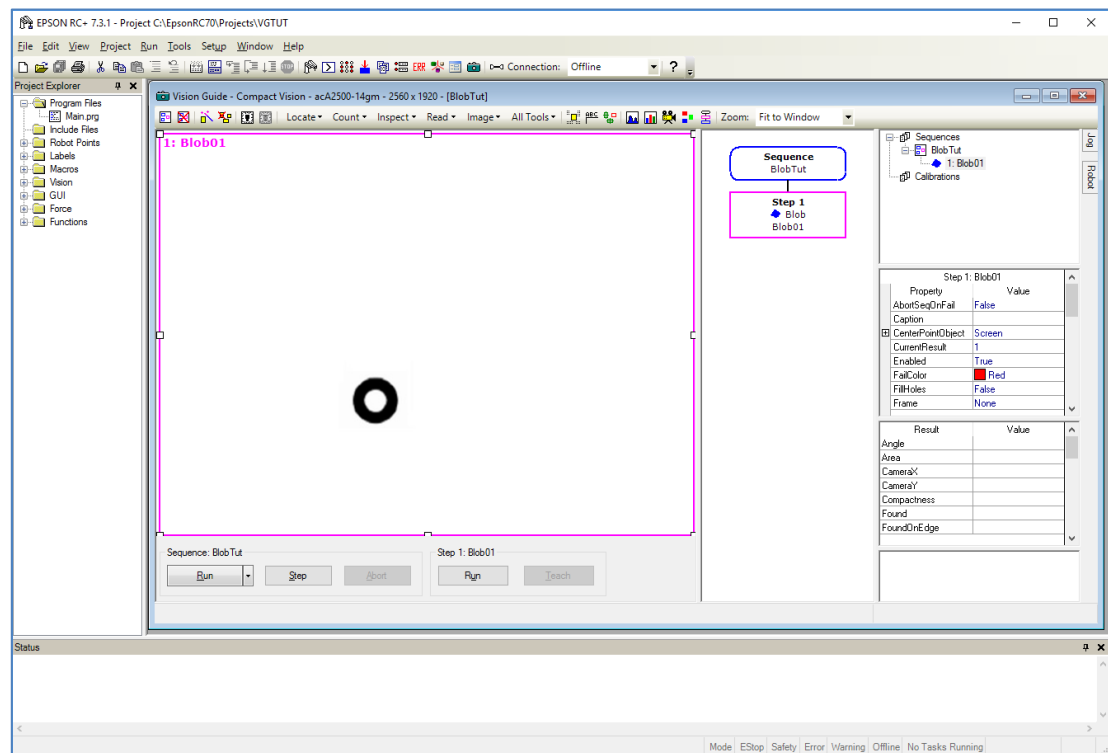 EPSON RC+ 7.3.1 - Project C:\EpsonRC70\Projects\VGTUT
File Edit View Project Run Tools Setup Window Help
ERR Connection: Offline ?
Project Explorer
Program Files
Main.prg
Include Files
Robot Points
Labels
Macros
Vision
GUI
Force
Functions
Vision Guide - Compact Vision - acA2500-14gm - 2560 x 1920 - [BlobTut]
Locate Count Inspect Read Image All Tools ABC Zoom: Fit to Window
1: Blob01
Sequence
BlobTut
Step 1
Blob
Blob01
Sequences
BlobTut
1: Blob01
Calibrations
Jog
Robot
Step 1: Blob01
Property Value
AbortSeqOnFail False
Caption
CenterPointObject Screen
CurrentResult 1
Enabled True
FailColor Red
FillHoles False
Frame None
Result Value
Angle
Area
CameraX
CameraY
Compactness
Found
FoundOnEdge
Sequence: BlobTut
Run Step Abort
Step 1: Blob01
Run Teach
Status
Mode EStop Safety Error Warning Offline No Tasks Running